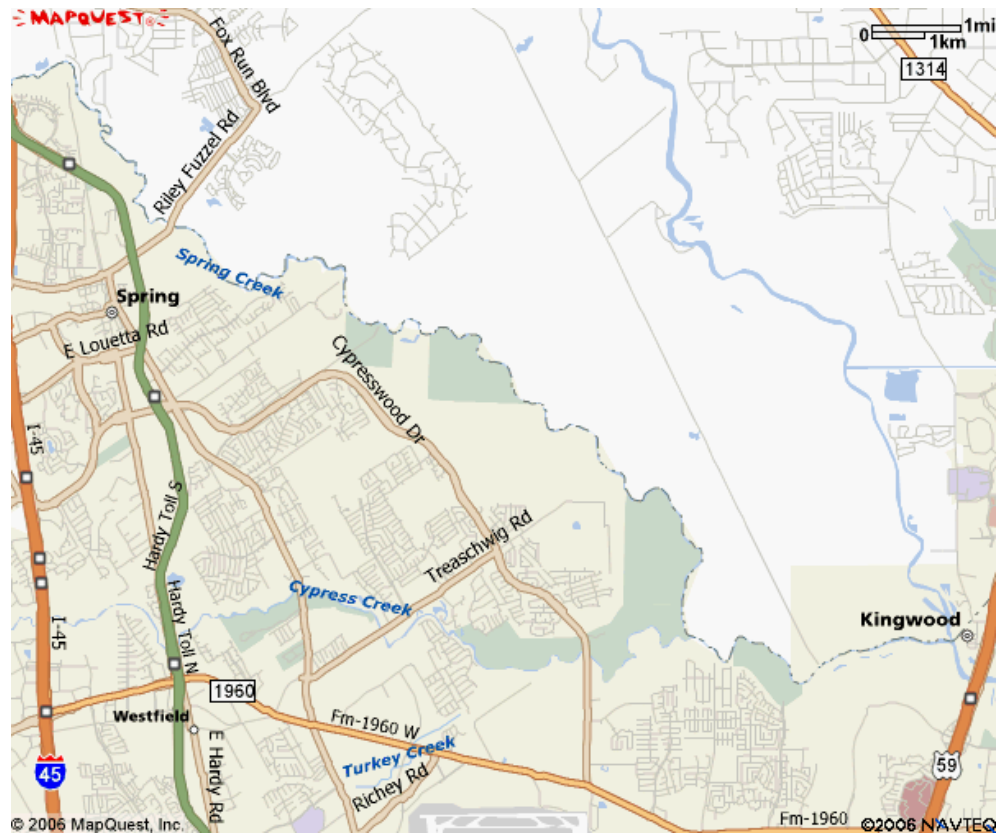 MAPQUEST
0 1mi
1km
1314
Fox Run Blvd
Riley Fuzzel Rd
Spring Creek
Spring
E Louetta Rd
Cypresswood Dr
I-45
Hardy Toll S
Treaschwig Rd
Cypress Creek
Hardy Toll N
I-45
Kingwood
1960
Westfield
Fm-1960 W
Turkey Creek
Richey Rd
E Hardy Rd
59
45
Fm-1960
© 2006 MapQuest, Inc.
©2006 NAVTEQ